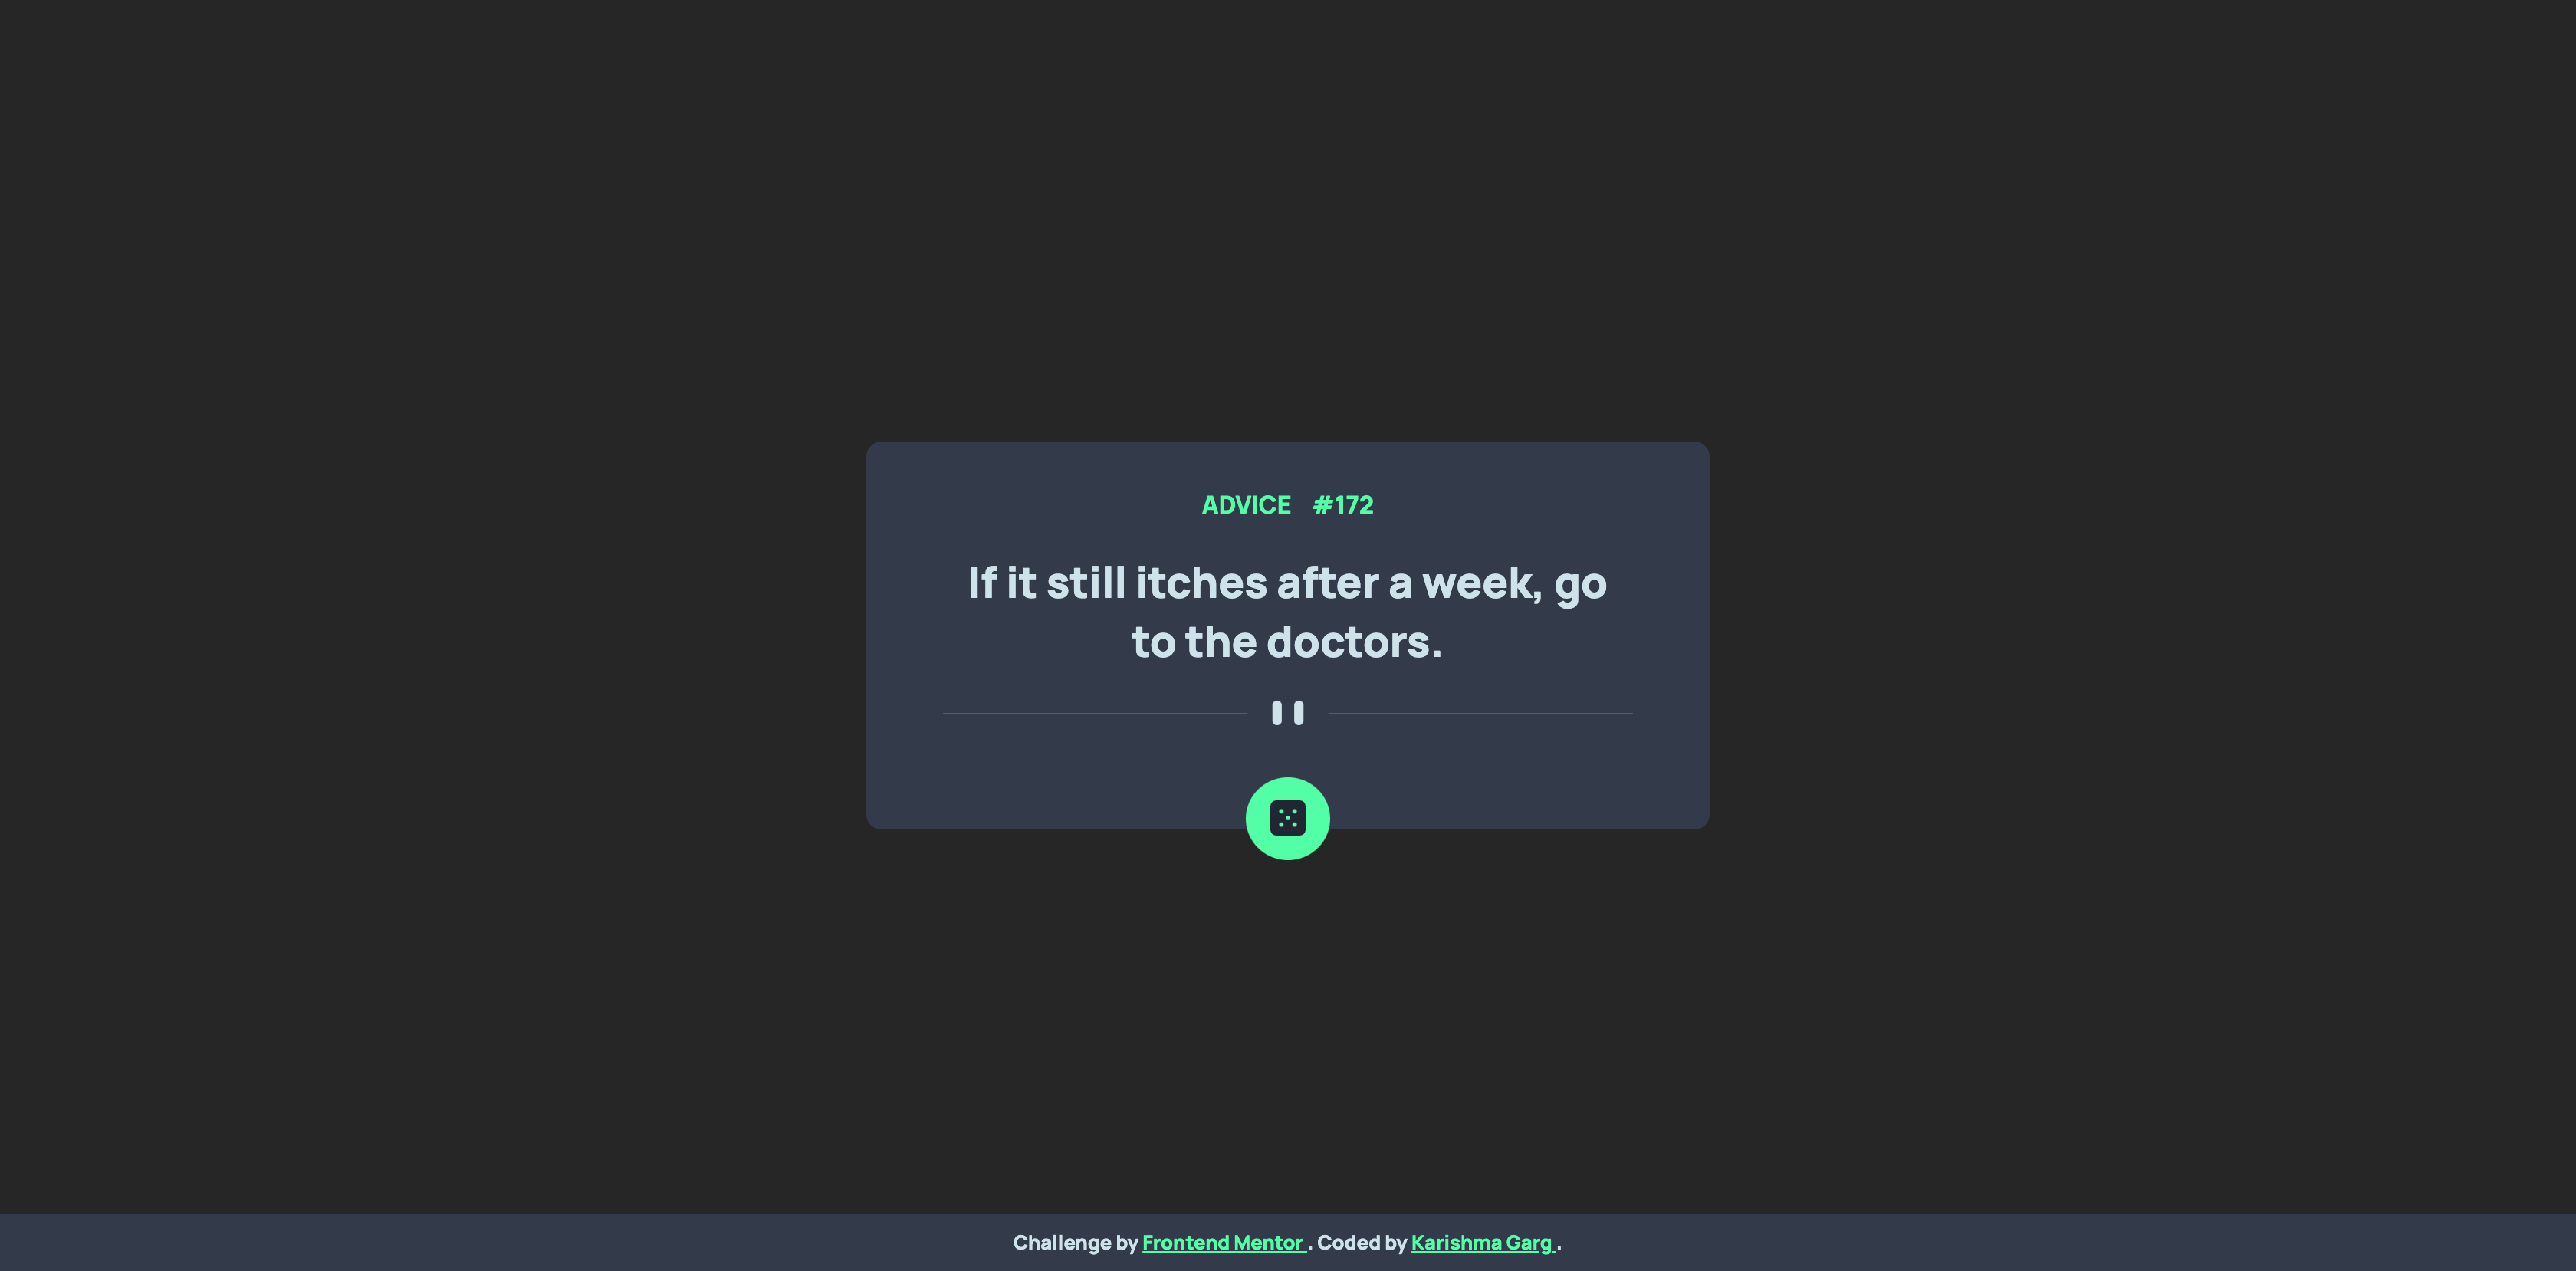 ADVICE #172
If it still itches after a week, go
to the doctors.
Challenge by Frontend Mentor . Coded by Karishma Garg .